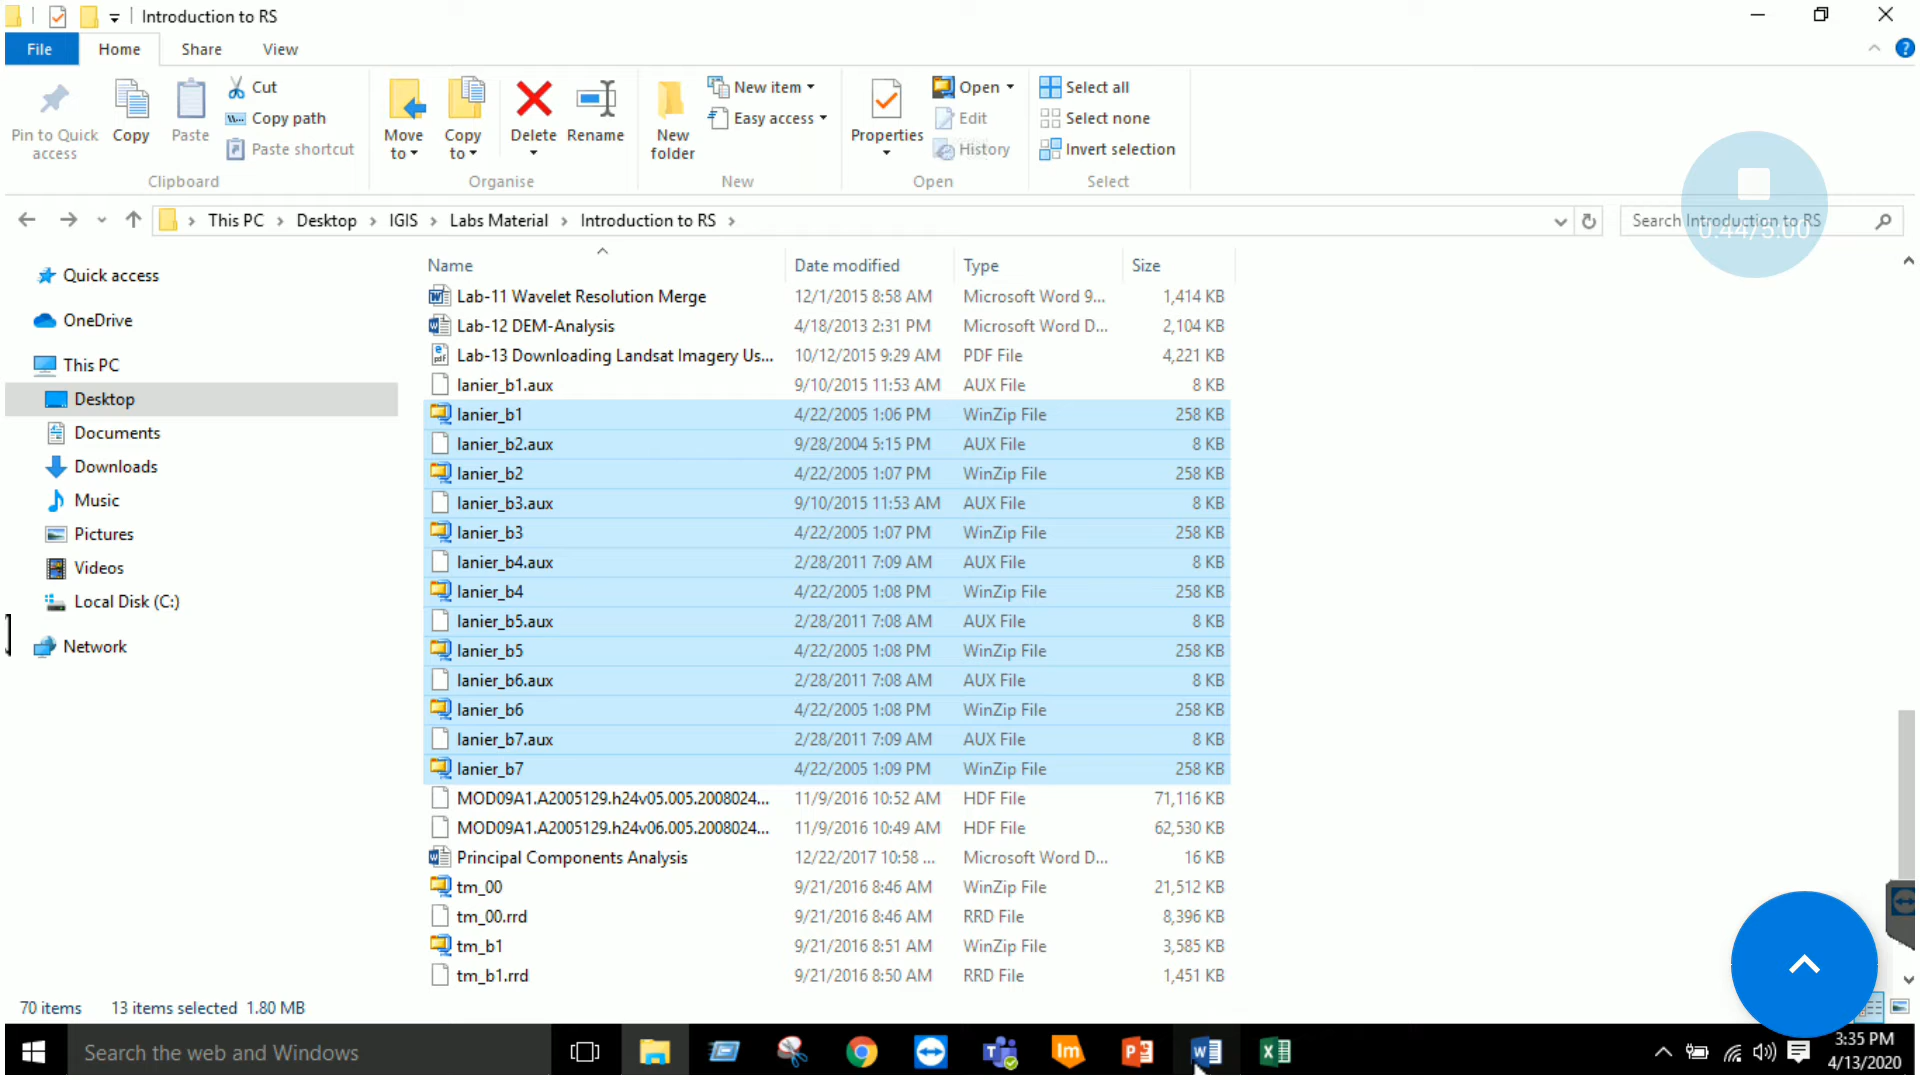 Introduction to RS
File Home Share View
Pin to Quick access
Copy
Paste
Cut
Copy path
Paste shortcut
Clipboard
Move to
Copy to
Delete
Rename
Organise
New folder
New item
Easy access
New
Properties
Open
Edit
History
Open
Select all
Select none
Invert selection
Select
This PC > Desktop > IGIS > Labs Material > Introduction to RS >
Search Introduction to RS
0:44/5:00
Quick access
OneDrive
This PC
Desktop
Documents
Downloads
Music
Pictures
Videos
Local Disk (C:)
Network
Name Date modified Type Size
Lab-11 Wavelet Resolution Merge 12/1/2015 8:58 AM Microsoft Word 9... 1,414 KB
Lab-12 DEM-Analysis 4/18/2013 2:31 PM Microsoft Word D... 2,104 KB
Lab-13 Downloading Landsat Imagery Us... 10/12/2015 9:29 AM PDF File 4,221 KB
lanier_b1.aux 9/10/2015 11:53 AM AUX File 8 KB
lanier_b1 4/22/2005 1:06 PM WinZip File 258 KB
lanier_b2.aux 9/28/2004 5:15 PM AUX File 8 KB
lanier_b2 4/22/2005 1:07 PM WinZip File 258 KB
lanier_b3.aux 9/10/2015 11:53 AM AUX File 8 KB
lanier_b3 4/22/2005 1:07 PM WinZip File 258 KB
lanier_b4.aux 2/28/2011 7:09 AM AUX File 8 KB
lanier_b4 4/22/2005 1:08 PM WinZip File 258 KB
lanier_b5.aux 2/28/2011 7:08 AM AUX File 8 KB
lanier_b5 4/22/2005 1:08 PM WinZip File 258 KB
lanier_b6.aux 2/28/2011 7:08 AM AUX File 8 KB
lanier_b6 4/22/2005 1:08 PM WinZip File 258 KB
lanier_b7.aux 2/28/2011 7:09 AM AUX File 8 KB
lanier_b7 4/22/2005 1:09 PM WinZip File 258 KB
MOD09A1.A2005129.h24v05.005.2008024... 11/9/2016 10:52 AM HDF File 71,116 KB
MOD09A1.A2005129.h24v06.005.2008024... 11/9/2016 10:49 AM HDF File 62,530 KB
Principal Components Analysis 12/22/2017 10:58 ... Microsoft Word D... 16 KB
tm_00 9/21/2016 8:46 AM WinZip File 21,512 KB
tm_00.rrd 9/21/2016 8:46 AM RRD File 8,396 KB
tm_b1 9/21/2016 8:51 AM WinZip File 3,585 KB
tm_b1.rrd 9/21/2016 8:50 AM RRD File 1,451 KB
70 items 13 items selected 1.80 MB
Search the web and Windows
3:35 PM
4/13/2020